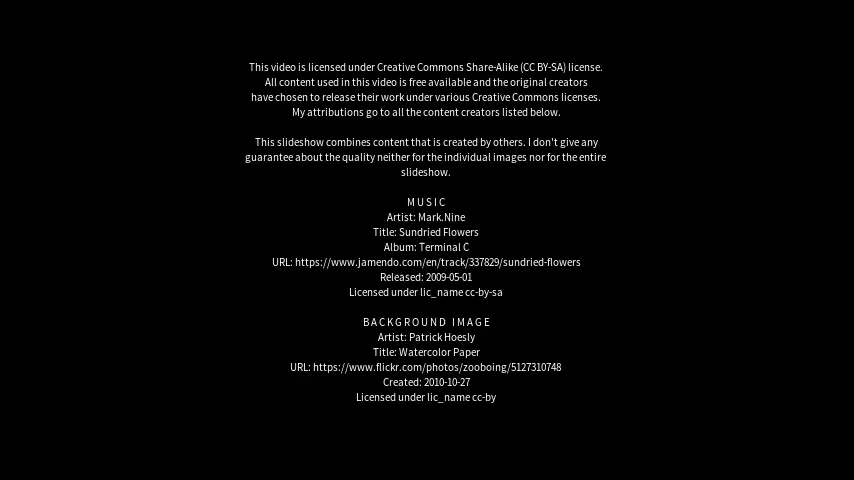 This video is licensed under Creative Commons Share-Alike (CC BY-SA) license.
All content used in this video is free available and the original creators
have chosen to release their work under various Creative Commons licenses.
My attributions go to all the content creators listed below.
This slideshow combines content that is created by others. I don't give any
guarantee about the quality neither for the individual images nor for the entire
slideshow.
M U S I C
Artist: Mark.Nine
Title: Sundried Flowers
Album: Terminal C
URL: https://www.jamendo.com/en/track/337829/sundried-flowers
Released: 2009-05-01
Licensed under lic_name cc-by-sa
B A C K G R O U N D   I M A G E
Artist: Patrick Hoesly
Title: Watercolor Paper
URL: https://www.flickr.com/photos/zooboing/5127310748
Created: 2010-10-27
Licensed under lic_name cc-by